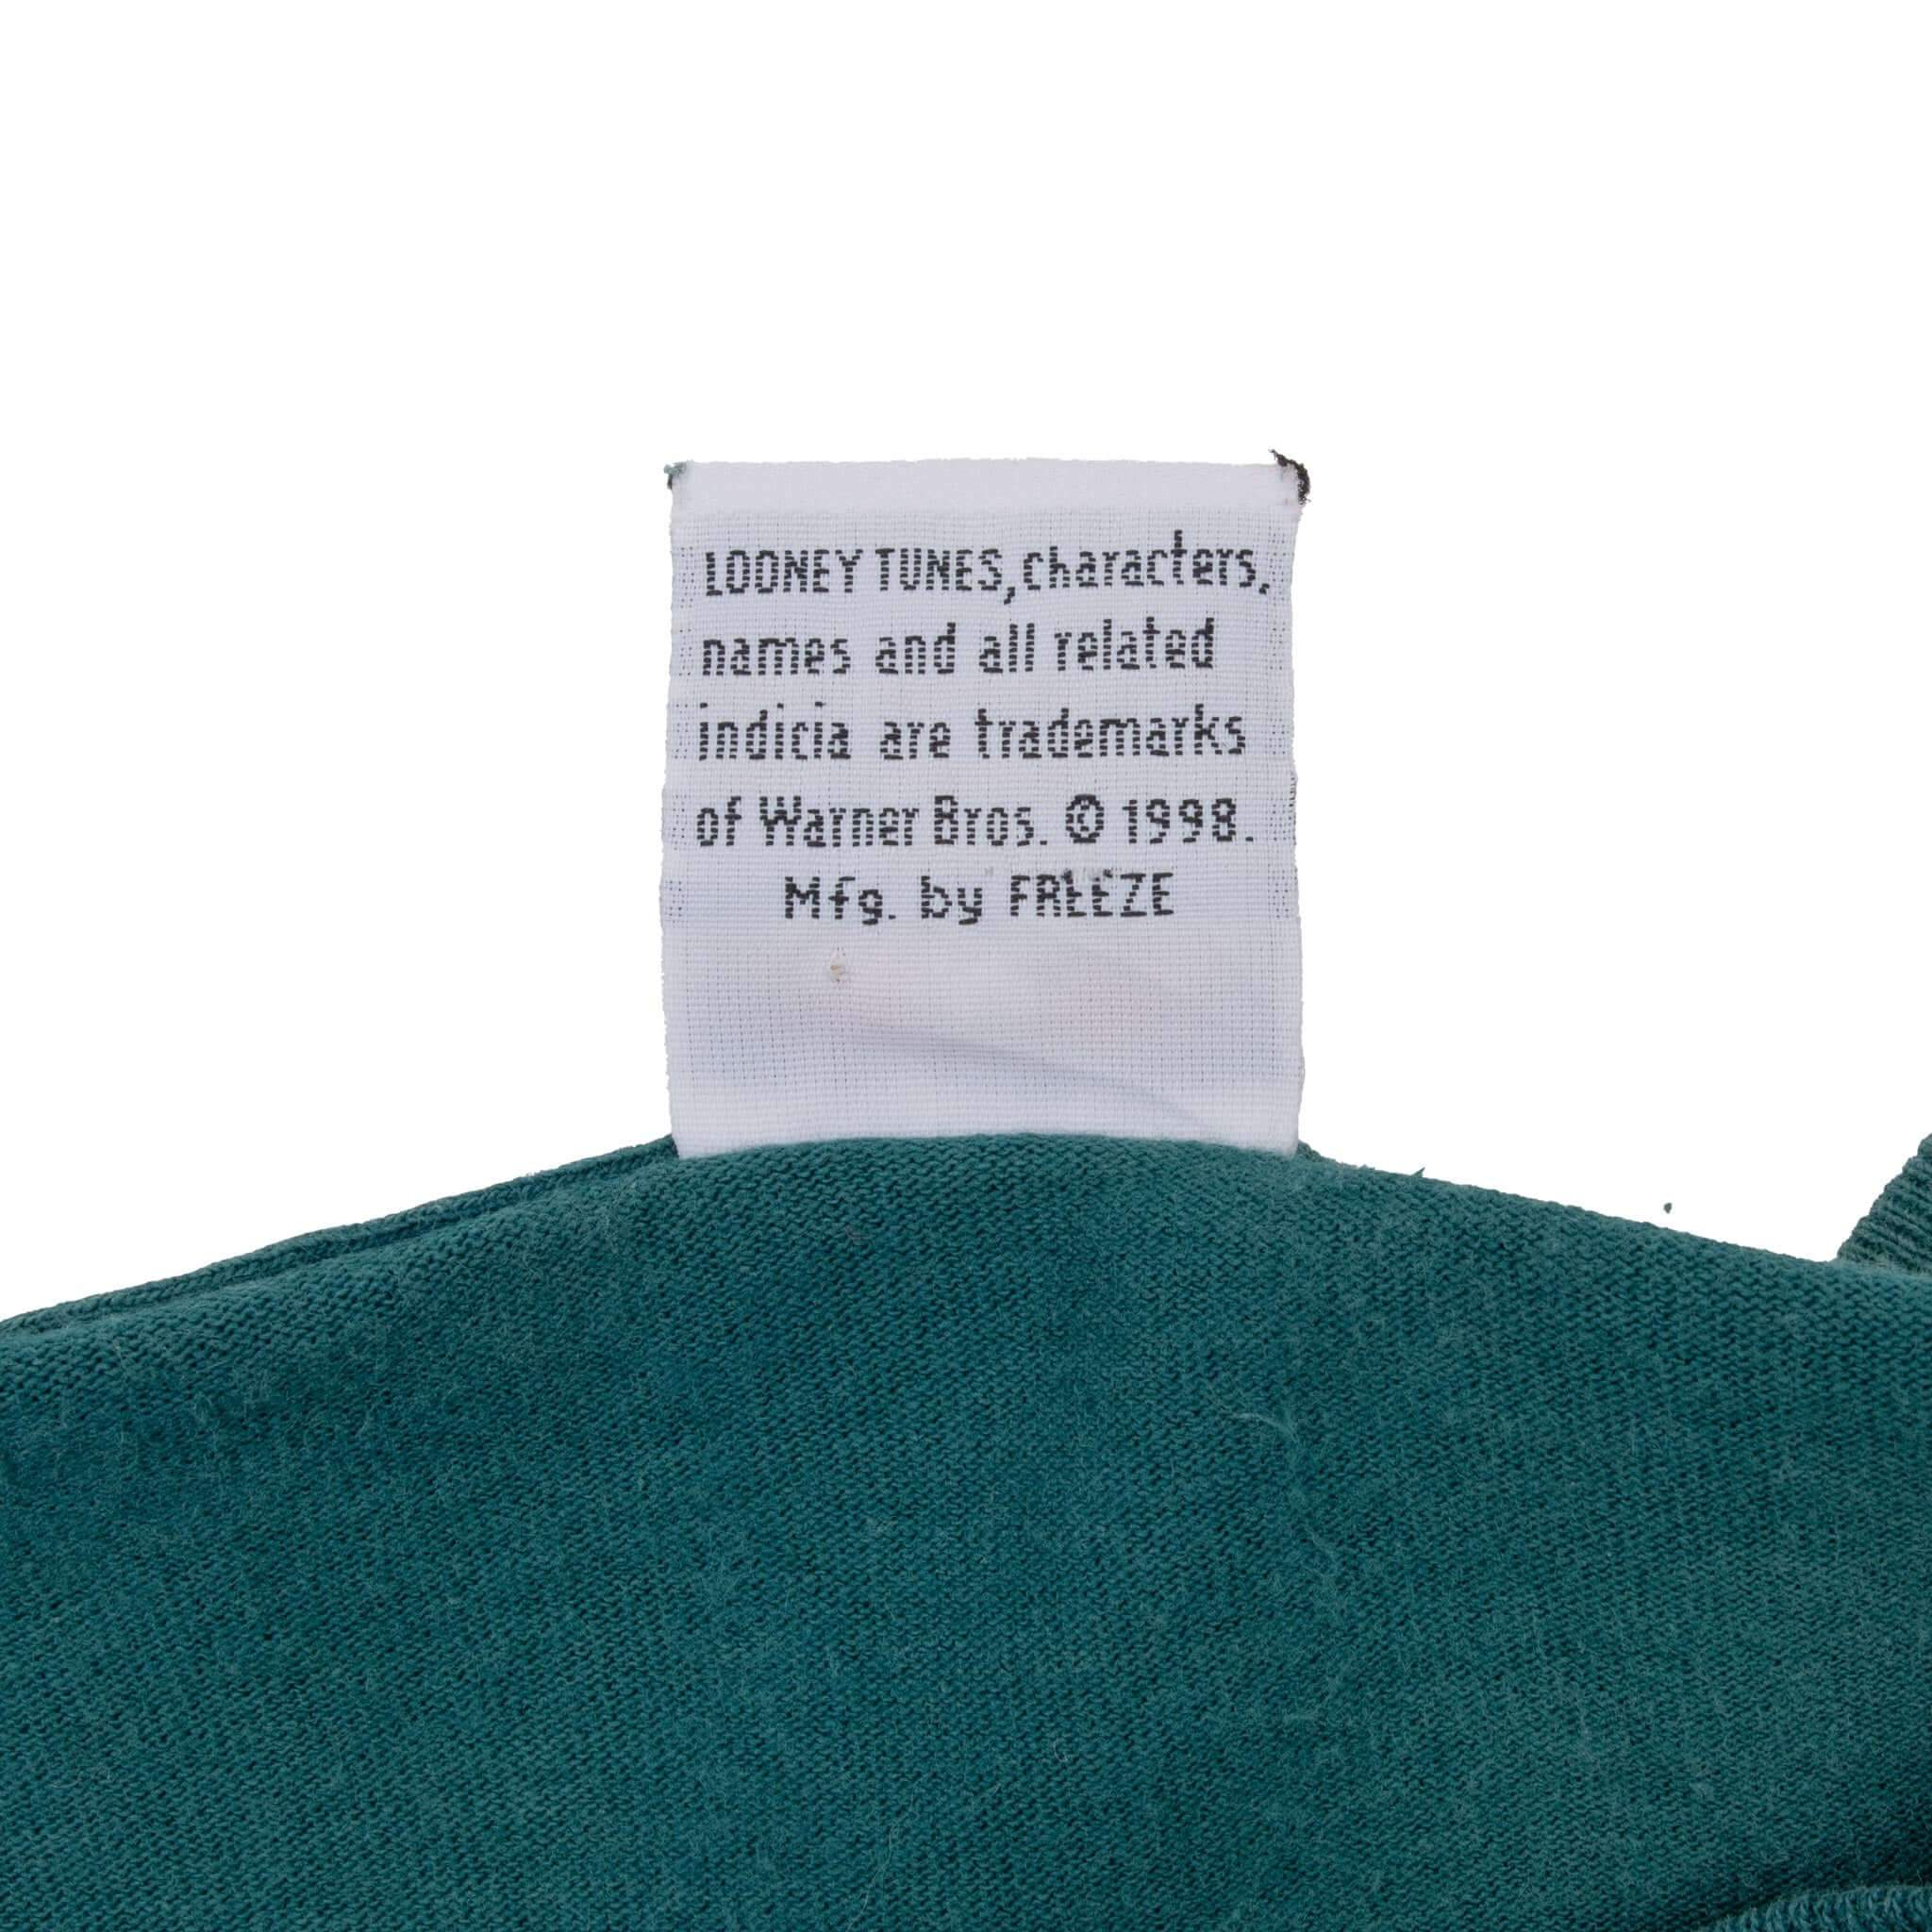 LOONEY TUNES, characters,
names and all related
indicia are trademarks
of Warner Bros. © 1998.
Mfg. by FREEZE